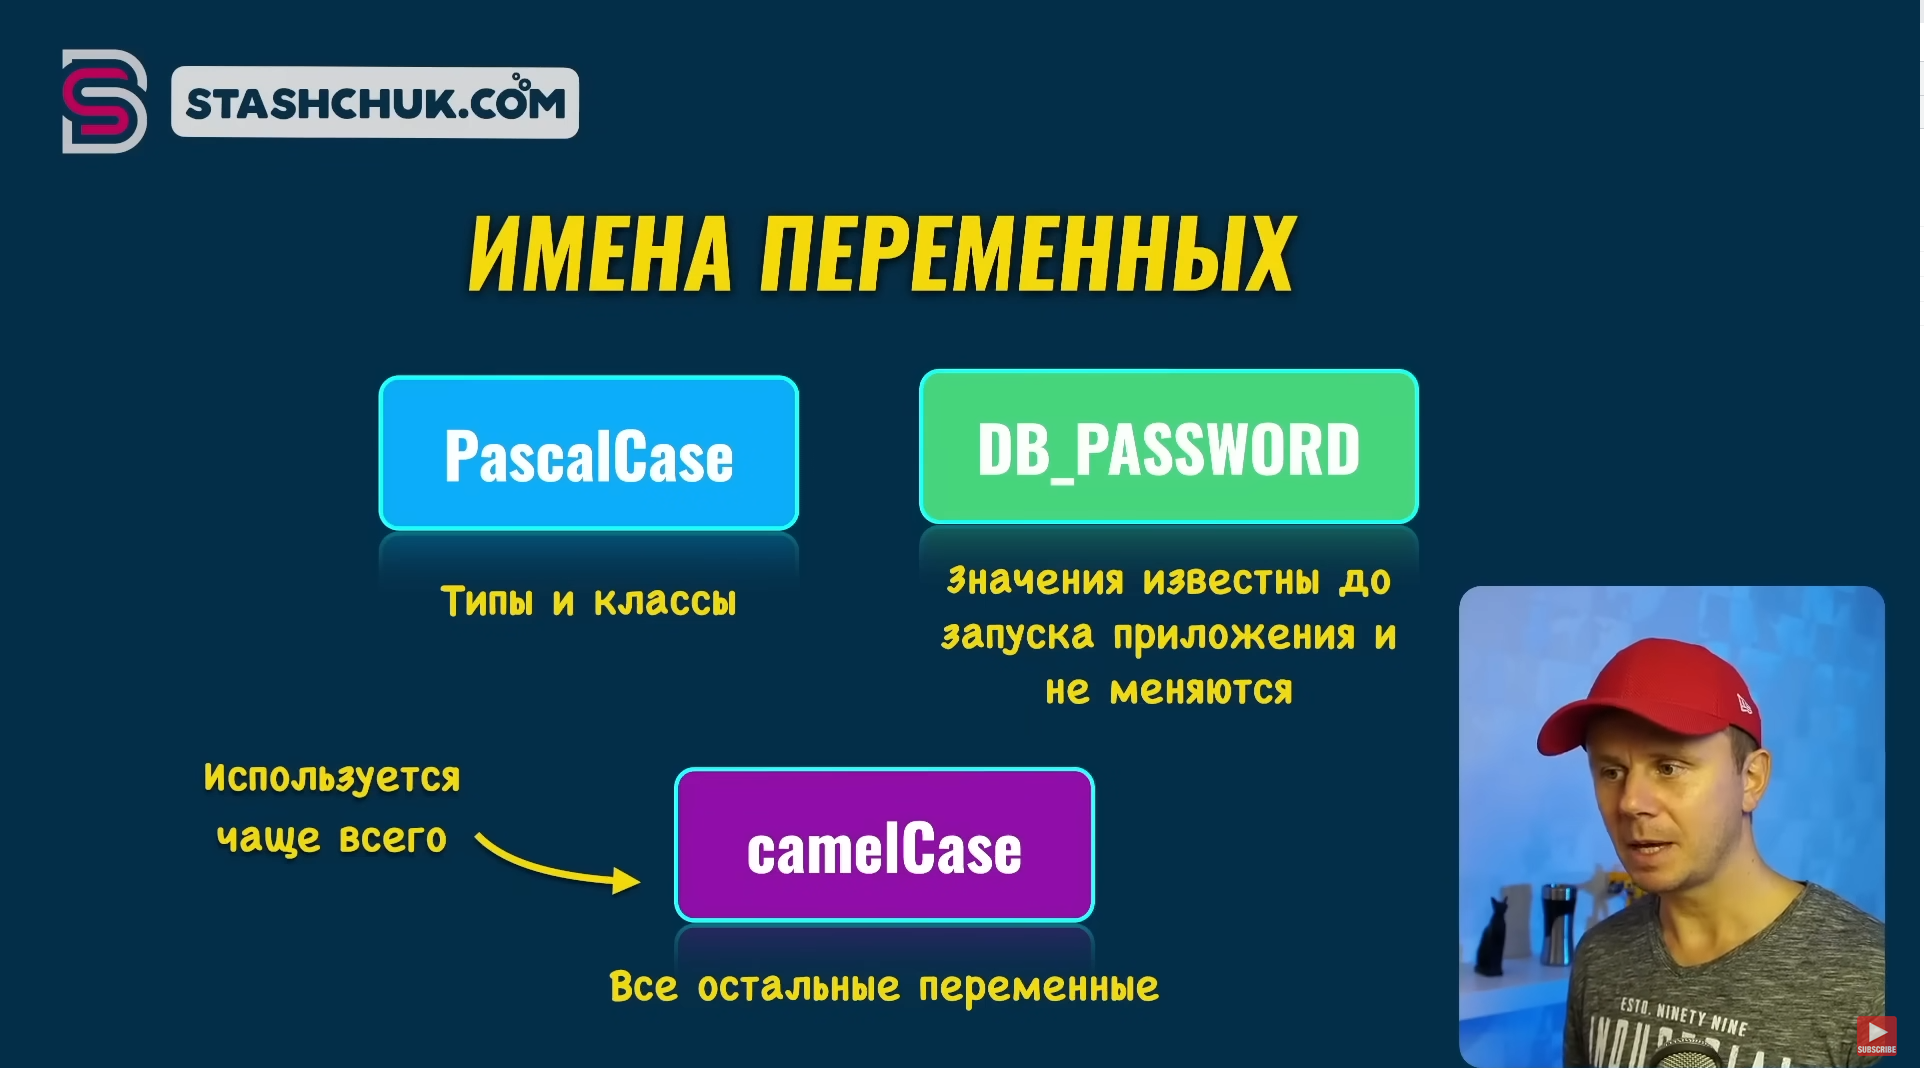 STASHCHUK.COM
ИМЕНА ПЕРЕМЕННЫХ
PascalCase
Типы и классы
DB_PASSWORD
Значения известны до
запуска приложения и
не меняются
Используется
чаще всего
camelCase
Все остальные переменные
ESTD. NINETY NINE
SUBSCRIBE